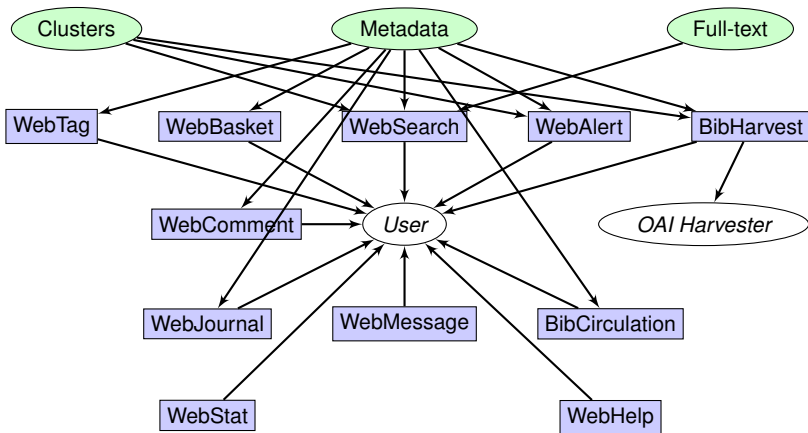 Clusters
Metadata
Full-text
WebTag
WebBasket
WebSearch
WebAlert
BibHarvest
WebComment
User
OAI Harvester
WebJournal
WebMessage
BibCirculation
WebStat
WebHelp